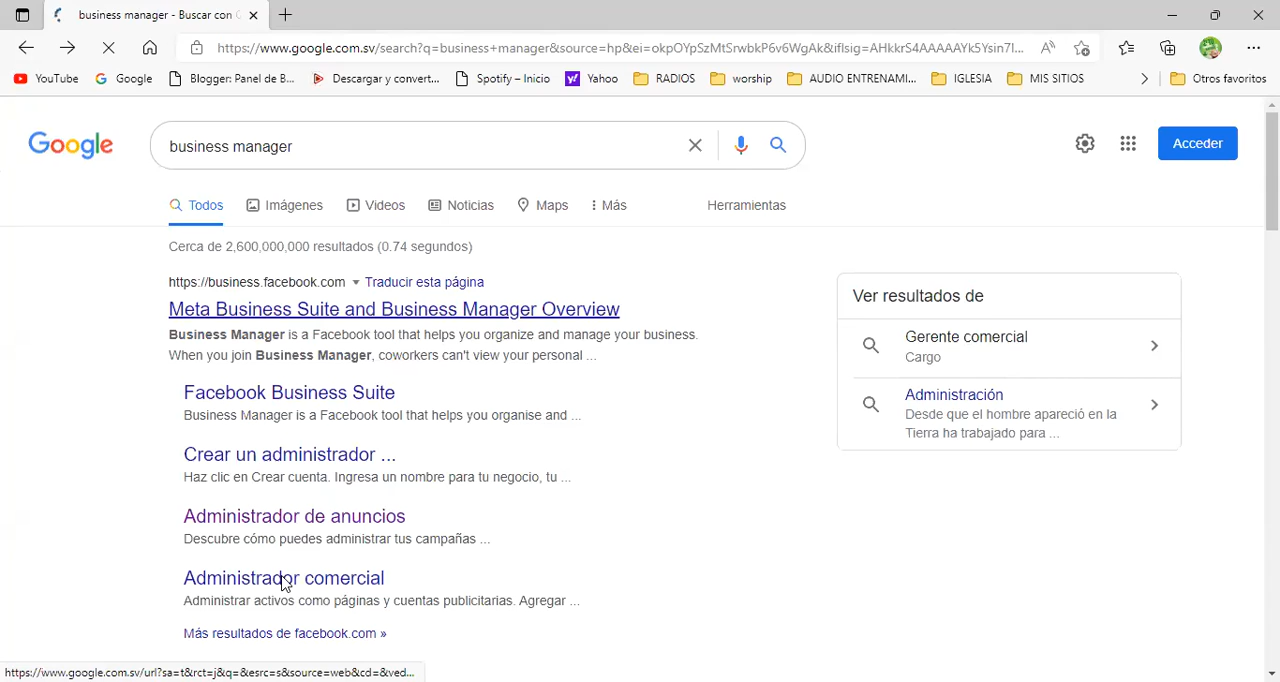 business manager - Buscar con G
https://www.google.com.sv/search?q=business+manager&source=hp&ei=okpOYpSzMtSrwbkP6v6WgAk&iflsig=AHkkrS4AAAAAYk5Ysin7I...
YouTube Google Blogger: Panel de B... Descargar y convert... Spotify – Inicio Yahoo RADIOS worship AUDIO ENTRENAMI... IGLESIA MIS SITIOS Otros favoritos
Google
business manager
Acceder
Todos Imágenes Videos Noticias Maps Más Herramientas
Cerca de 2,600,000,000 resultados (0.74 segundos)
https://business.facebook.com Traducir esta página
Meta Business Suite and Business Manager Overview
Business Manager is a Facebook tool that helps you organize and manage your business.
When you join Business Manager, coworkers can't view your personal ...
Facebook Business Suite
Business Manager is a Facebook tool that helps you organise and ...
Crear un administrador ...
Haz clic en Crear cuenta. Ingresa un nombre para tu negocio, tu ...
Administrador de anuncios
Descubre cómo puedes administrar tus campañas ...
Administrador comercial
Administrar activos como páginas y cuentas publicitarias. Agregar ...
Más resultados de facebook.com »
Ver resultados de
Gerente comercial
Cargo
Administración
Desde que el hombre apareció en la
Tierra ha trabajado para ...
https://www.google.com.sv/url?sa=t&rct=j&q=&esrc=s&source=web&cd=&ved...